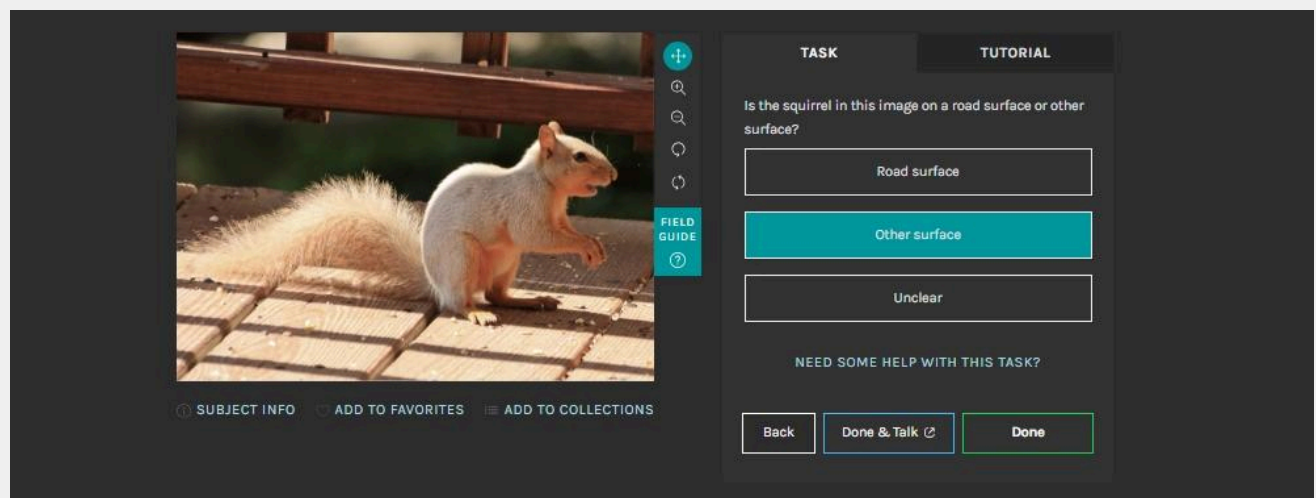 TASK
TUTORIAL
Is the squirrel in this image on a road surface or other
surface?
Road surface
Other surface
Unclear
NEED SOME HELP WITH THIS TASK?
Back
Done & Talk
Done
FIELD
GUIDE
SUBJECT INFO
ADD TO FAVORITES
ADD TO COLLECTIONS